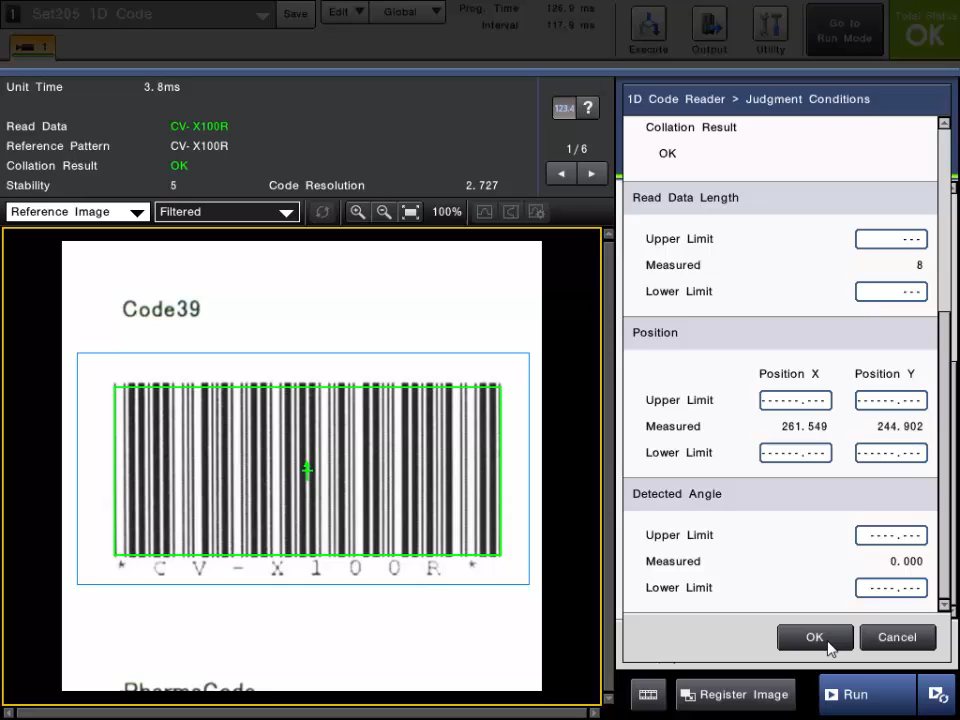 1 Set205 1D Code Save Edit Global Prog. Time 126.9 ms
Interval 117.6 ms
Execute Output Utility
Go to
Run Mode
Total Status
OK
1
Unit Time 3.8ms
Read Data CV-X100R
Reference Pattern CV-X100R
Collation Result OK
Stability 5 Code Resolution 2.727
123.4 ?
1/6
Reference Image Filtered 100%
Code39
* C V - X 1 0 0 R *
PharmaCode
1D Code Reader > Judgment Conditions
Collation Result
OK
Read Data Length
Upper Limit ---
Measured 8
Lower Limit ---
Position
Position X Position Y
Upper Limit ------.--- ------.---
Measured 261.549 244.902
Lower Limit ------.--- ------.---
Detected Angle
Upper Limit ----.---
Measured 0.000
Lower Limit ----.---
OK Cancel
Register Image Run